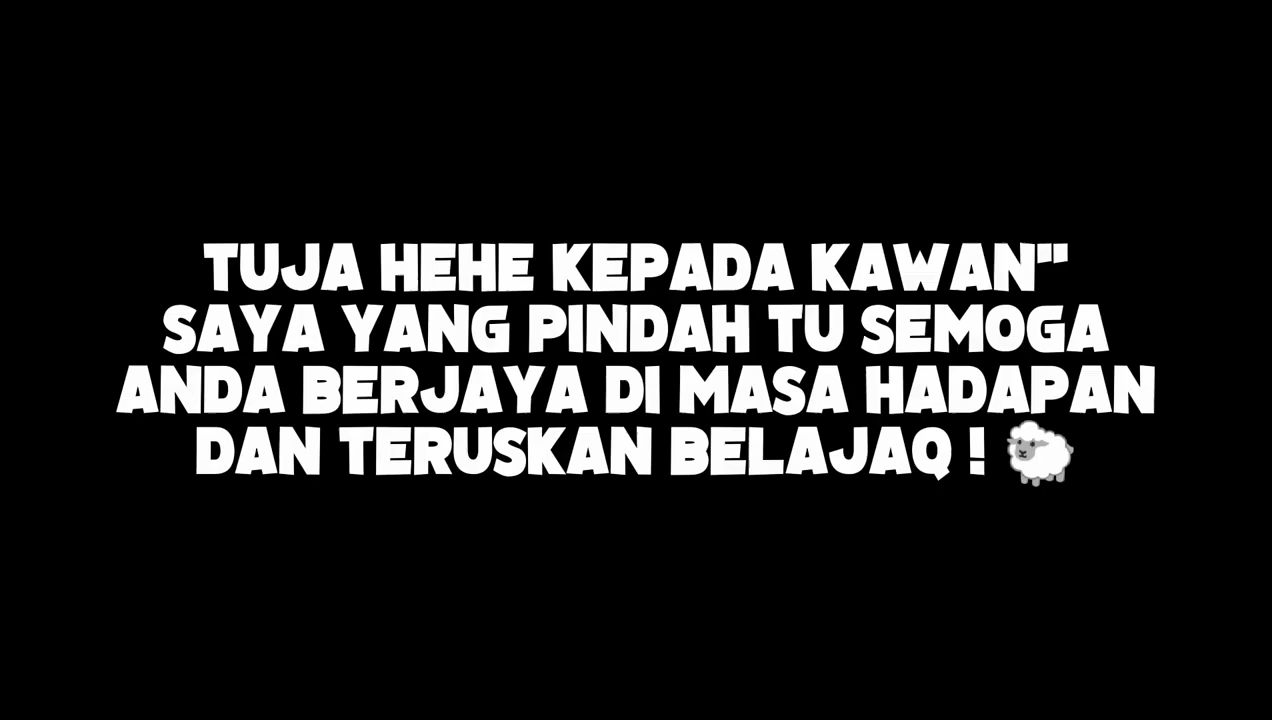 TUJA HEHE KEPADA KAWAN"
SAYA YANG PINDAH TU SEMOGA
ANDA BERJAYA DI MASA HADAPAN
DAN TERUSKAN BELAJAQ ! 🐑